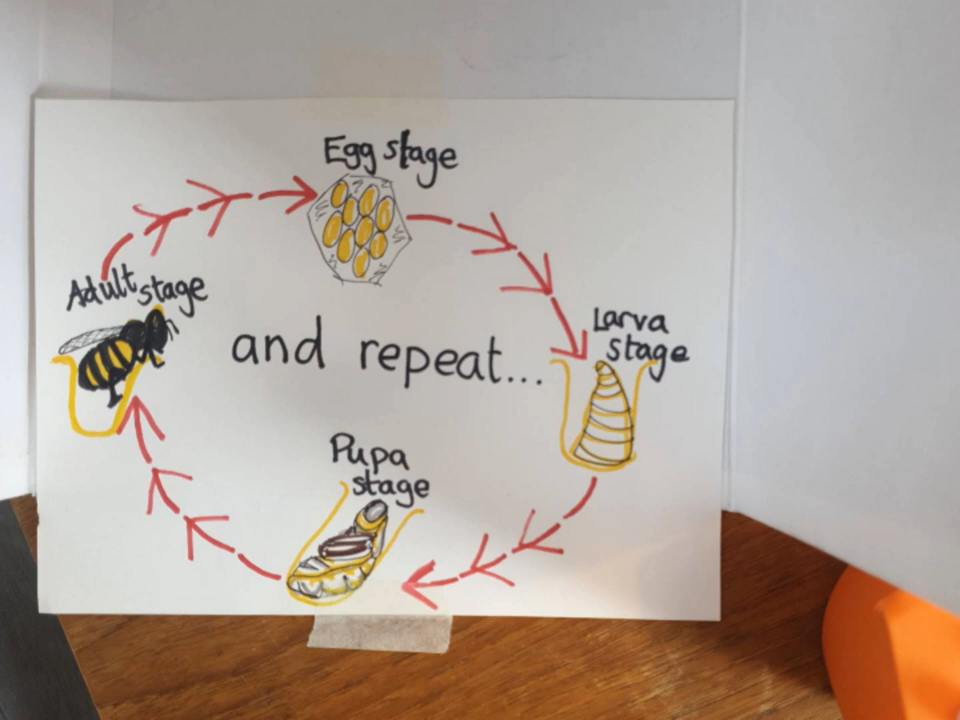 Egg stage
Adult stage
Larva
stage
and repeat...
Pupa
stage